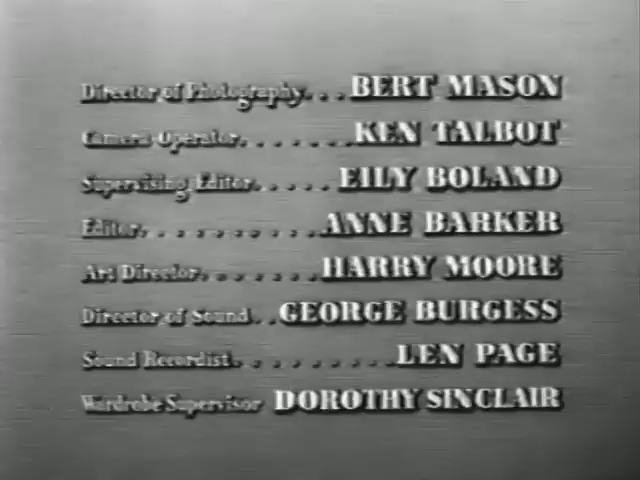 Director of Photography. . . BERT MASON
Camera Operator. . . . . . . KEN TALBOT
Supervising Editor. . . . . EILY BOLAND
Editor. . . . . . . . . . ANNE BARKER
Art Director. . . . . . . HARRY MOORE
Director of Sound . . GEORGE BURGESS
Sound Recordist. . . . . . . . . LEN PAGE
Wardrobe Supervisor DOROTHY SINCLAIR